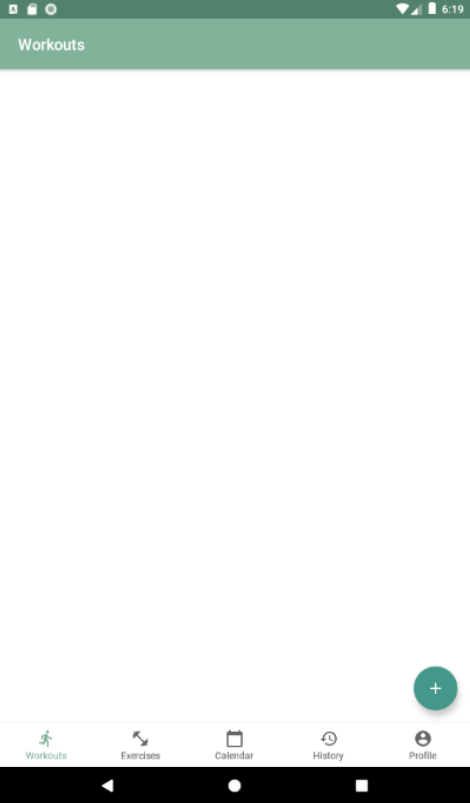 6:19
Workouts
+
Workouts
Exercises
Calendar
History
Profile